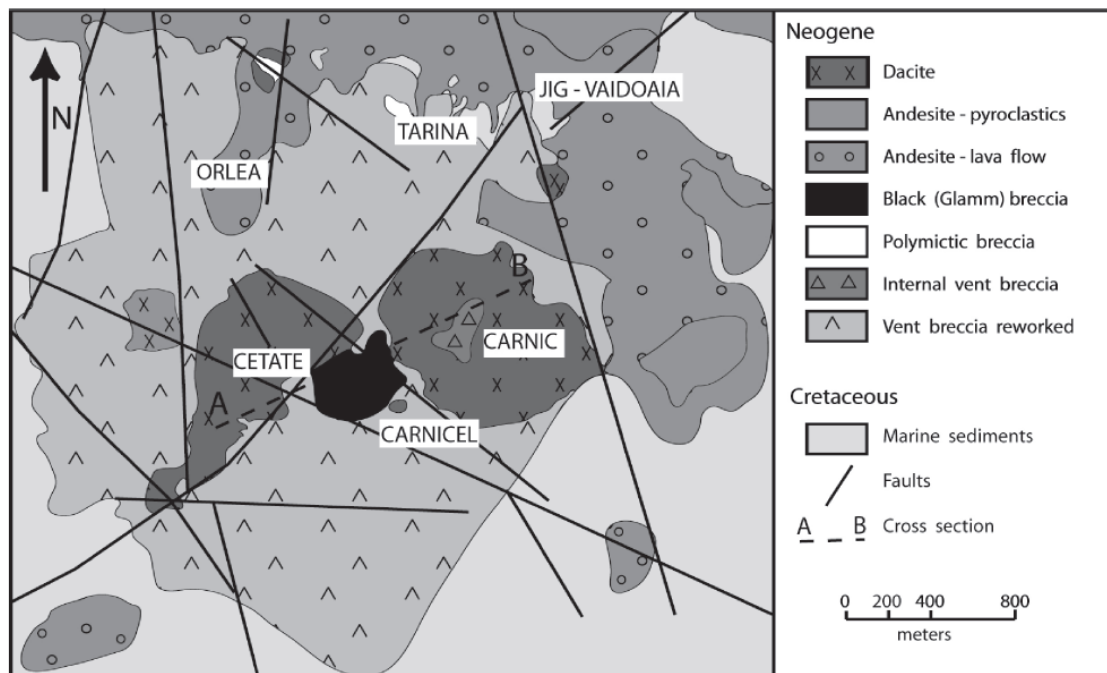 N
JIG - VAIDOAIA
TARINA
ORLEA
B
CETATE
CARNIC
A
CARNICEL
Neogene
Dacite
Andesite - pyroclastics
Andesite - lava flow
Black (Glamm) breccia
Polymictic breccia
Internal vent breccia
Vent breccia reworked
Cretaceous
Marine sediments
Faults
A B Cross section
0 200 400 800
meters